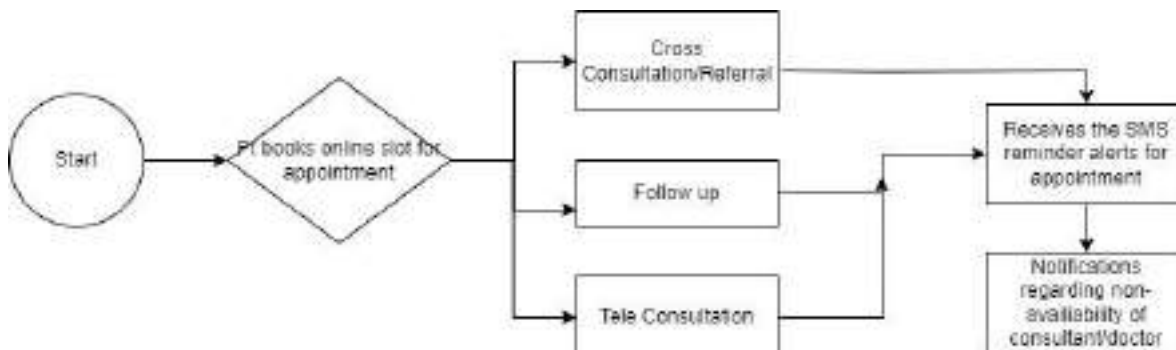 Cross
Consultation/Referral
Start
Pt books online slot for
appointment
Receives the SMS
reminder alerts for
appointment
Follow up
Tele Consultation
Notifications
regarding non-
availiability of
consultant/doctor